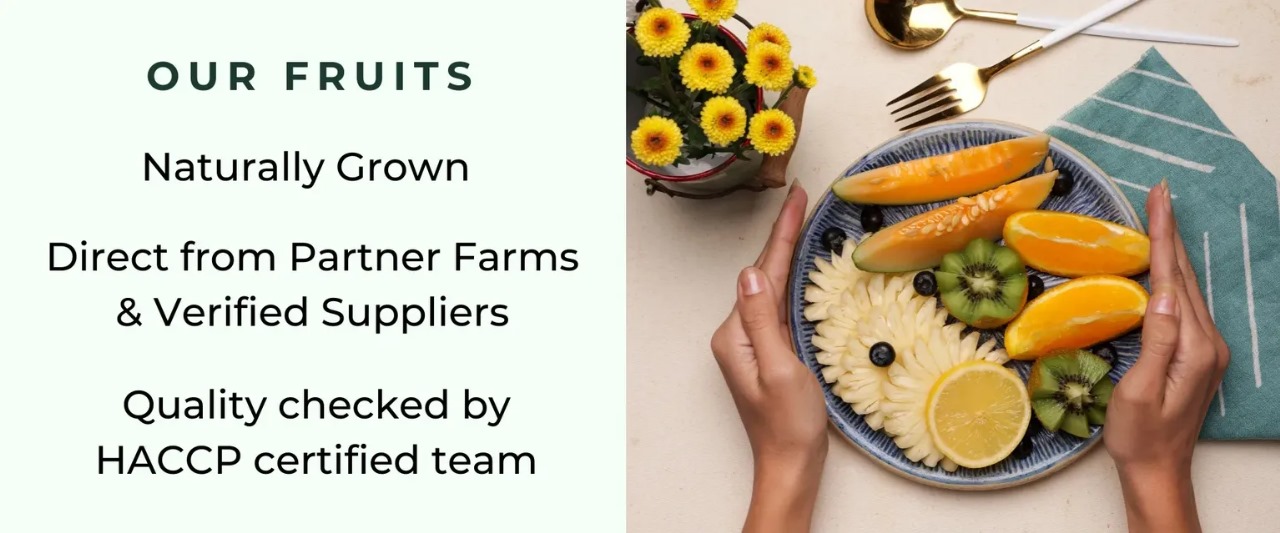 OUR FRUITS
Naturally Grown
Direct from Partner Farms
& Verified Suppliers
Quality checked by
HACCP certified team